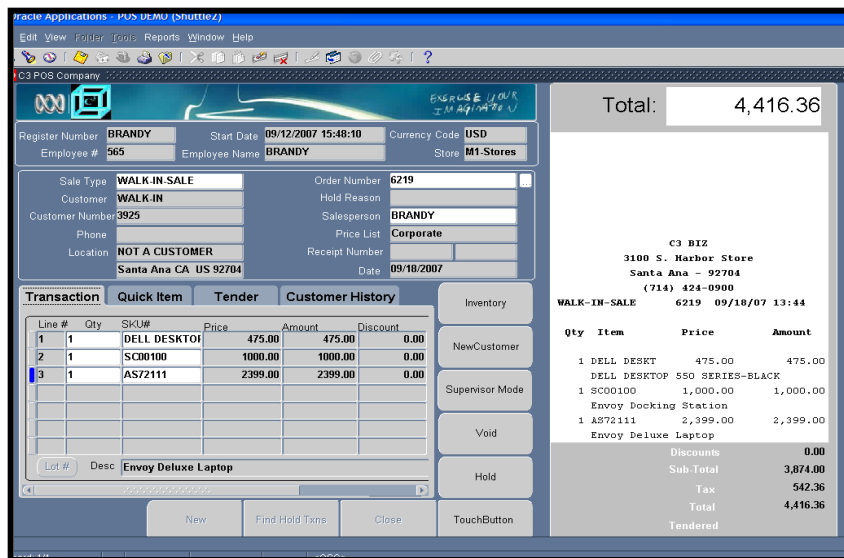 Oracle Applications - POS DEMO (Shuttle2)
Edit View Folder Tools Reports Window Help
C3 POS Company
EXERCISE YOUR
IMAGINATION
Total: 4,416.36
Register Number BRANDY Start Date 09/12/2007 15:48:10 Currency Code USD
Employee # 565 Employee Name BRANDY Store M1-Stores
Sale Type WALK-IN-SALE Order Number 6219 ...
Customer WALK-IN Hold Reason
Customer Number 3925 Salesperson BRANDY
Phone Price List Corporate
Location NOT A CUSTOMER Receipt Number
Santa Ana CA US 92704 Date 09/18/2007
Transaction Quick Item Tender Customer History
Line # Qty SKU# Price Amount Discount
1 1 DELL DESKTOP 475.00 475.00 0.00
2 1 SC00100 1000.00 1000.00 0.00
3 1 AS72111 2399.00 2399.00 0.00
Lot # Desc Envoy Deluxe Laptop
New Find Hold Txns Close
Inventory
NewCustomer
Supervisor Mode
Void
Hold
TouchButton
C3 BIZ
3100 S. Harbor Store
Santa Ana - 92704
(714) 424-0900
WALK-IN-SALE 6219 09/18/07 13:44
Qty Item Price Amount
1 DELL DESKT 475.00 475.00
DELL DESKTOP 550 SERIES-BLACK
1 SC00100 1,000.00 1,000.00
Envoy Docking Station
1 AS72111 2,399.00 2,399.00
Envoy Deluxe Laptop
Discounts 0.00
Sub-Total 3,874.00
Tax 542.36
Total 4,416.36
Tendered